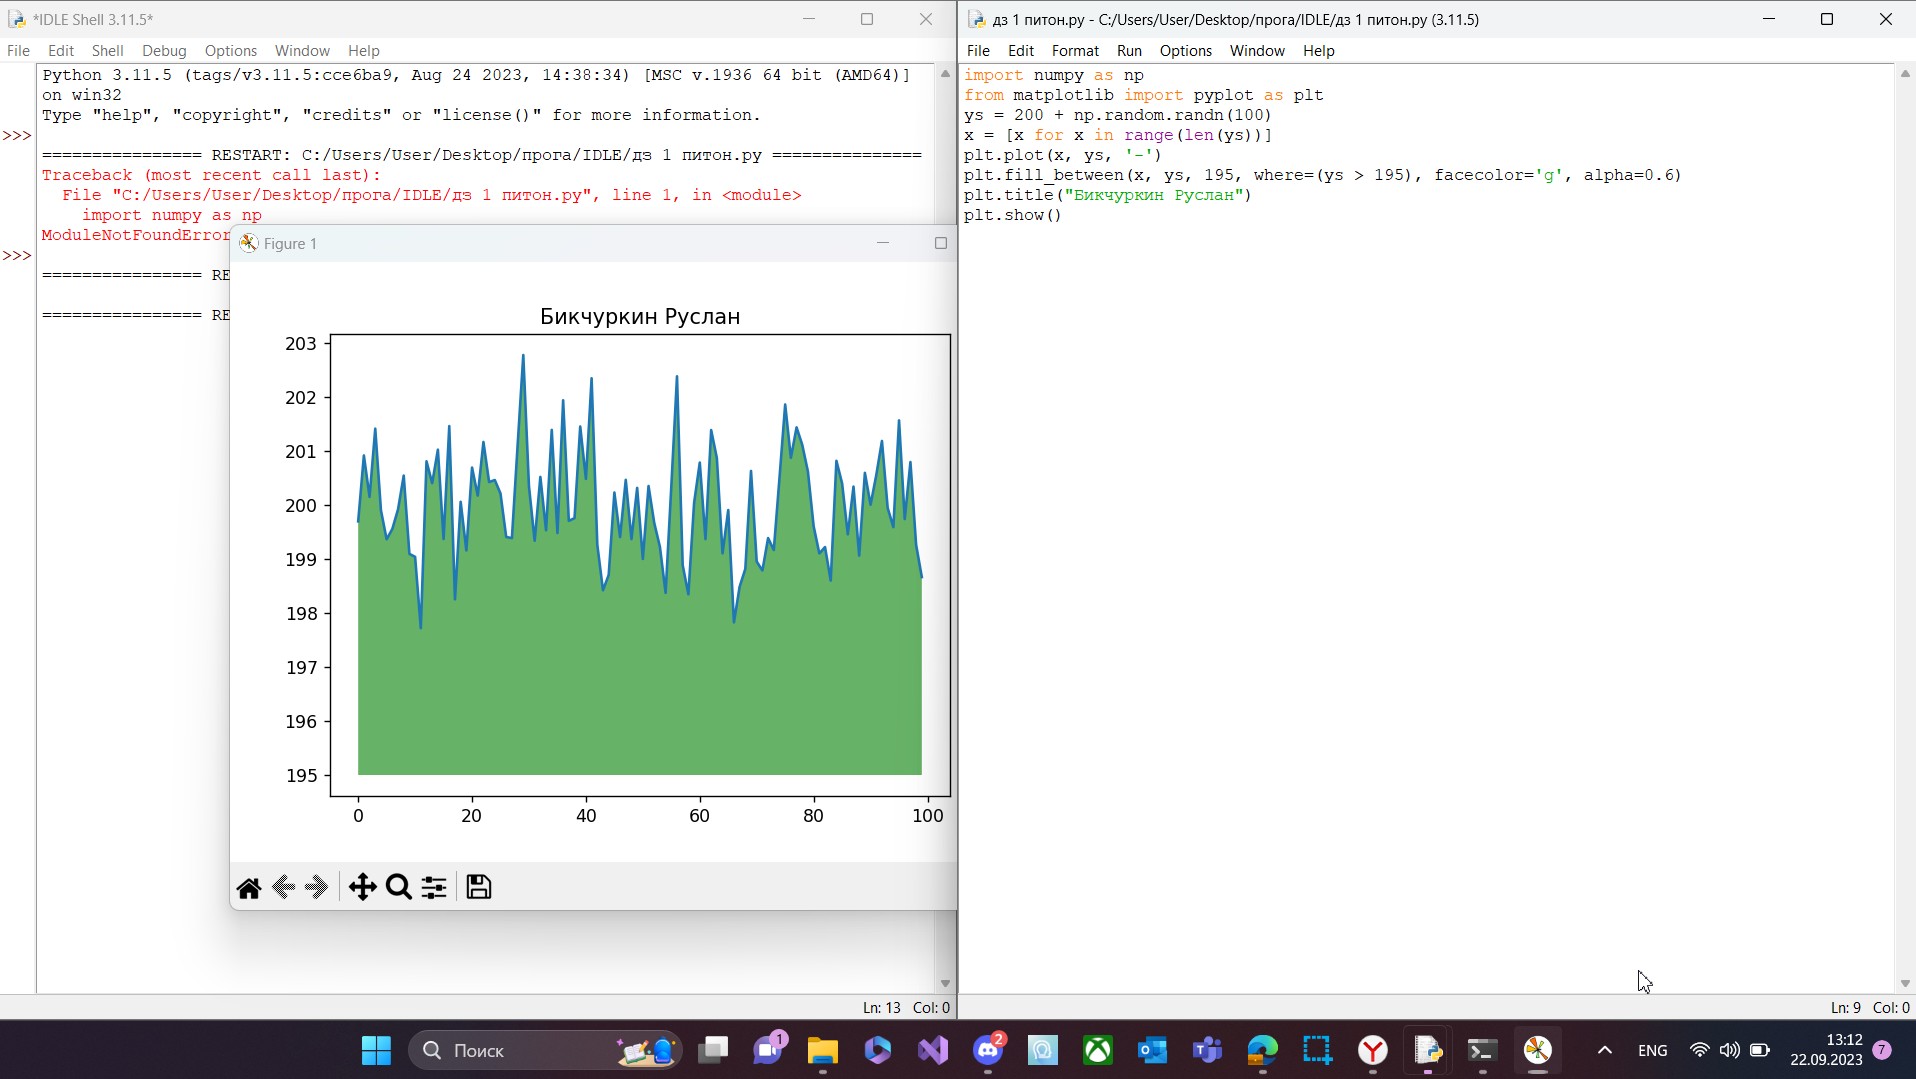 *IDLE Shell 3.11.5*
File Edit Shell Debug Options Window Help
Python 3.11.5 (tags/v3.11.5:cce6ba9, Aug 24 2023, 14:38:34) [MSC v.1936 64 bit (AMD64)]
on win32
Type "help", "copyright", "credits" or "license()" for more information.
>>>
================ RESTART: C:/Users/User/Desktop/прога/IDLE/дз 1 питон.py ===============
Traceback (most recent call last):
File "C:/Users/User/Desktop/прога/IDLE/дз 1 питон.py", line 1, in <module>
import numpy as np
ModuleNotFoundError
>>>
================ RE
================ RE
Figure 1
Бикчуркин Руслан
203
202
201
200
199
198
197
196
195
0 20 40 60 80 100
Ln: 13 Col: 0
дз 1 питон.py - C:/Users/User/Desktop/прога/IDLE/дз 1 питон.py (3.11.5)
File Edit Format Run Options Window Help
import numpy as np
from matplotlib import pyplot as plt
ys = 200 + np.random.randn(100)
x = [x for x in range(len(ys))]
plt.plot(x, ys, '-')
plt.fill_between(x, ys, 195, where=(ys > 195), facecolor='g', alpha=0.6)
plt.title("Бикчуркин Руслан")
plt.show()
Ln: 9 Col: 0
Поиск
1
2
ENG
13:12
22.09.2023
7